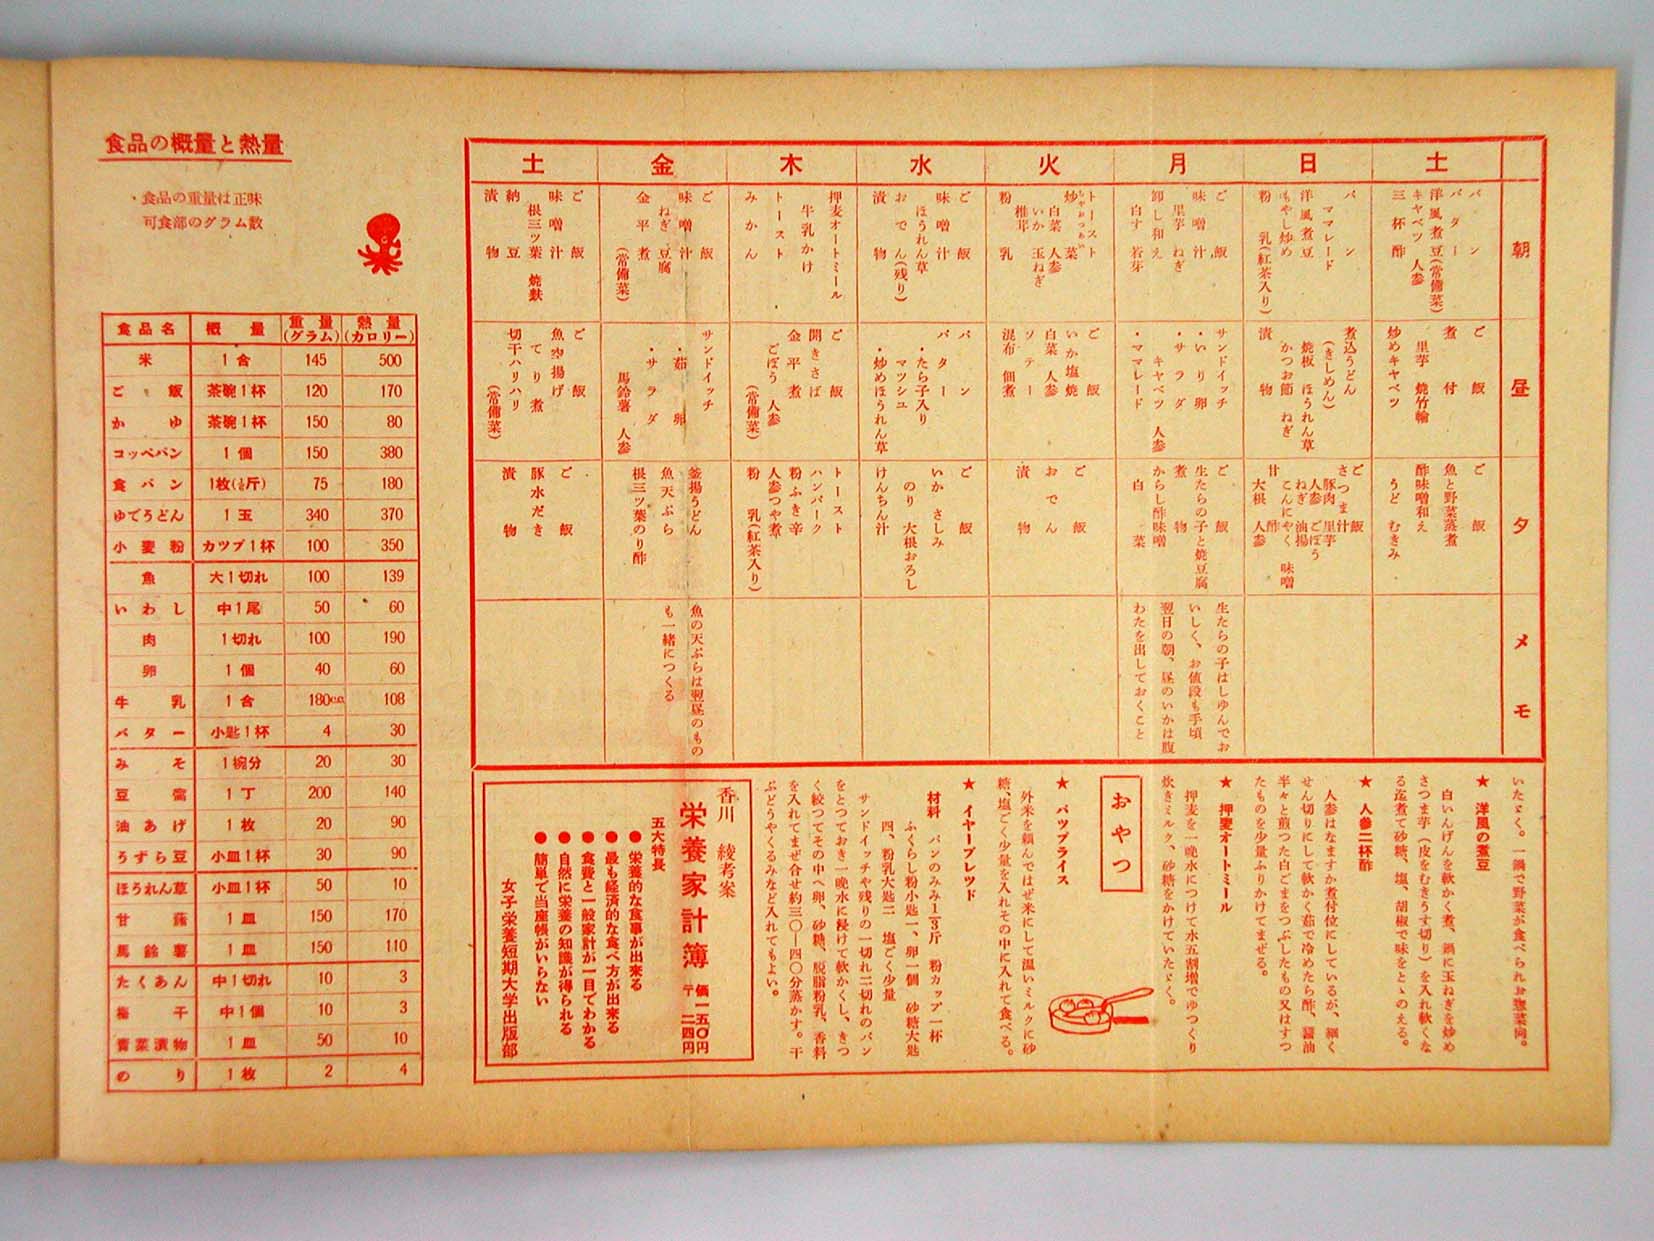 食品の概量と熱量
・食品の重量は正味
可食部のグラム数
食品名 概量 重量(グラム) 熱量(カロリー)
米 1合 145 500
ご飯 茶碗1杯 120 170
かゆ 茶碗1杯 150 80
コッペパン 1個 150 380
食パン 1枚(斤) 75 180
ゆでうどん 1玉 340 370
小麦粉 カツプ1杯 100 350
魚 大1切れ 100 139
いわし 中1尾 50 60
肉 1切れ 100 190
卵 1個 40 60
牛乳 1合 180c.c. 108
バター 小匙1杯 4 30
みそ 1椀分 20 30
豆腐 1丁 200 140
油あげ 1枚 20 90
うずら豆 小皿1杯 30 90
ほうれん草 小皿1杯 50 10
甘藷 1皿 150 170
馬鈴薯 1皿 150 110
たくあん 中1切れ 10 3
梅干 中1個 10 3
青菜漬物 1皿 50 10
のり 1枚 2 4
朝
昼
夕
メモ
土
パン
バター
洋風煮豆(常備菜)
キヤベツ 人参
三杯酢
ご飯
煮付
里芋 焼竹輪
炒めキヤベツ
ご飯
魚と野菜蒸煮
酢味噌和え
うど むきみ
日
パン
ママレード
洋風煮豆
もやし炒め
粉乳(紅茶入り)
煮込うどん
(きしめん)
焼板 ほうれん草
かつお節 ねぎ
漬物
ご飯
さつま汁
豚肉 里芋
人参 ごぼう
ねぎ 油揚
こんにやく 味噌
甘酢
大根 人参
月
ご飯
味噌汁
里芋 ねぎ
卸し和え
白す 若芽
サンドイッチ
・いり卵
・サラダ
キヤベツ 人参
・ママレード
ご飯
生たらの子と焼豆腐
煮物
からし酢味噌
白菜
生たらの子はしゆんでお
いしく、お値段も手頃
翌日の朝、昼のいかは腹
わたを出しておくこと
火
トースト
炒菜
白菜 人参
いか 玉ねぎ
椎茸
粉乳
ご飯
いか塩焼
白菜 人参
ソテー
混布佃煮
ご飯
おでん
漬物
水
ご飯
味噌汁
ほうれん草
おでん(残り)
漬物
パン
バター
・たら子入り
マツシユ
・炒めほうれん草
ご飯
いかさしみ
のり 大根おろし
けんちん汁
木
押麦オートミール
牛乳かけ
トースト
みかん
ご飯
開きさば
金平煮
ごぼう 人参
(常備菜)
トースト
ハンバーク
粉ふき辛
人参つや煮
粉乳(紅茶入り)
金
ご飯
味噌汁
ねぎ 豆腐
金平煮
(常備菜)
サンドイッチ
・茹卵
・サラダ
馬鈴薯 人参
釜揚うどん
魚天ぷら
根三ッ葉のり酢
魚の天ぷらは翌昼のもの
も一緒につくる
土
ご飯
味噌汁
根三ッ葉 焼麩
納豆
漬物
ご飯
魚空揚げ
てり煮
切干ハリハリ
(常備菜)
ご飯
豚水だき
漬物
いたゞく。一鍋で野菜が食べられお惣菜向。
★ 洋風の煮豆
白いんげんを軟かく煮、鍋に玉ねぎを炒め
さつま芋(皮をむきうす切り)を入れ軟くな
る迄煮て砂糖、塩、胡椒で味をとゝのえる。
★ 人参二杯酢
人参はなますか煮付位にしているが、細く
せん切りにして軟かく茹で冷めたら酢、醤油
半々と煎つた白ごまをつぶしたもの又はすつ
たものを少量ふりかけてまぜる。
★ 押麦オートミール
押麦を一晩水につけて水五割増でゆつくり
炊きミルク、砂糖をかけていたゞく。
おやつ
★ パツプライス
外米を頼んではぜ米にして温いミルクに砂
糖、塩ごく少量を入れその中に入れて食べる。
★ イヤーブレツド
材料 パンのみみ1/3斤 粉カップ一杯
ふくらし粉小匙一、卵一個 砂糖大匙
四、粉乳大匙二 塩ごく少量
サンドイッチや残りの一切れ二切れのパン
をとつておき一晩水に浸けて軟かくし、きつ
く絞つてその中へ卵、砂糖、脱脂粉乳、香料
を入れてまぜ合せ約三〇―四〇分蒸かす。干
ぶどうやくるみなど入れてもよい。
香川 綾考案
栄養家計簿 価一五〇円 〒二四円
五大特長
● 栄養的な食事が出来る
● 最も経済的な食べ方が出来る
● 食費と一般家計が一目でわかる
● 自然に栄養の知識が得られる
● 簡単で当座帳がいらない
女子栄養短期大学出版部